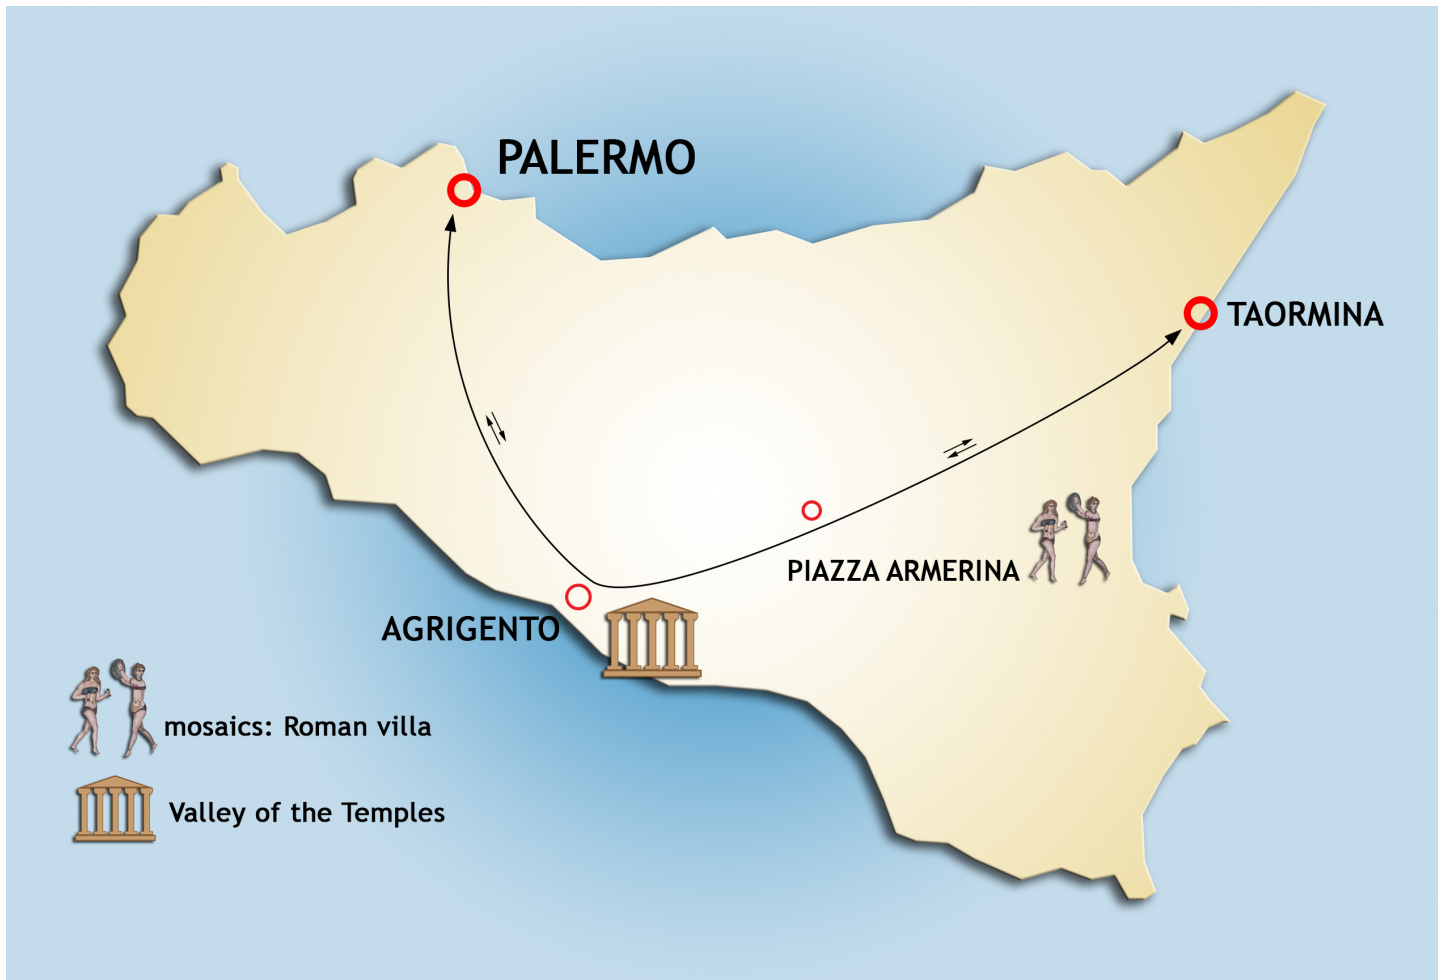 PALERMO
TAORMINA
PIAZZA ARMERINA
AGRIGENTO
mosaics: Roman villa
Valley of the Temples